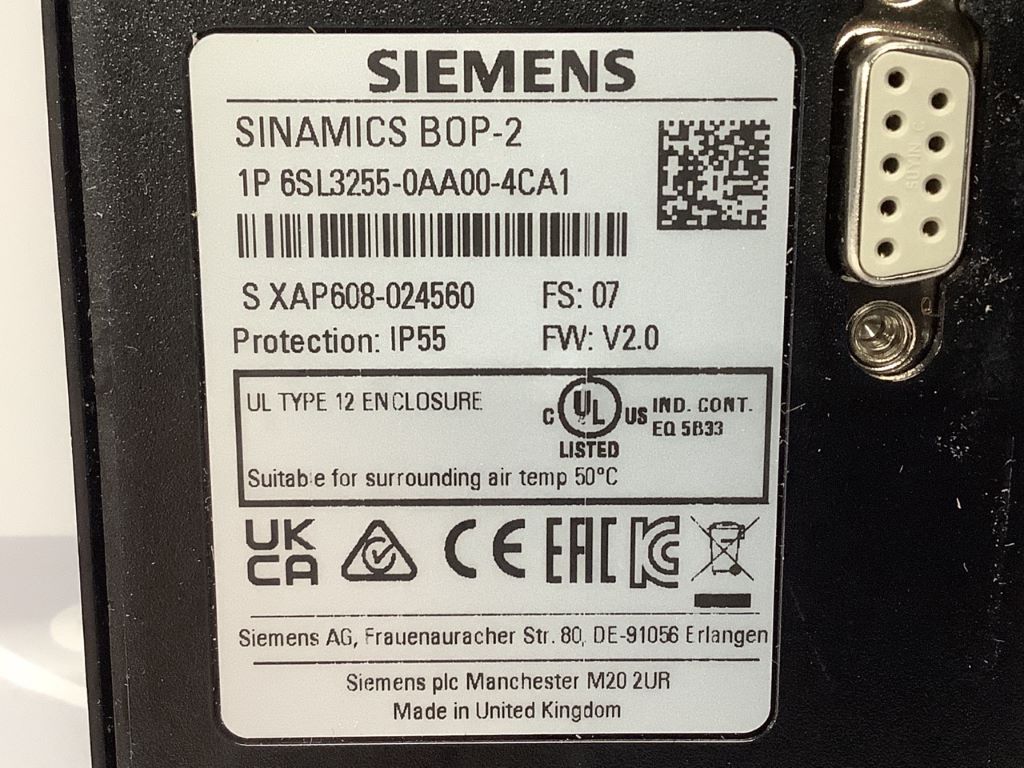 SIEMENS
SINAMICS BOP-2
1P 6SL3255-0AA00-4CA1
S XAP608-024560 FS: 07
Protection: IP55 FW: V2.0
UL TYPE 12 ENCLOSURE
C UL US IND. CONT.
EQ 5B33
LISTED
Suitable for surrounding air temp 50°C
UK
CA
CE EAC KC
Siemens AG, Frauenauracher Str. 80, DE-91056 Erlangen
Siemens plc Manchester M20 2UR
Made in United Kingdom